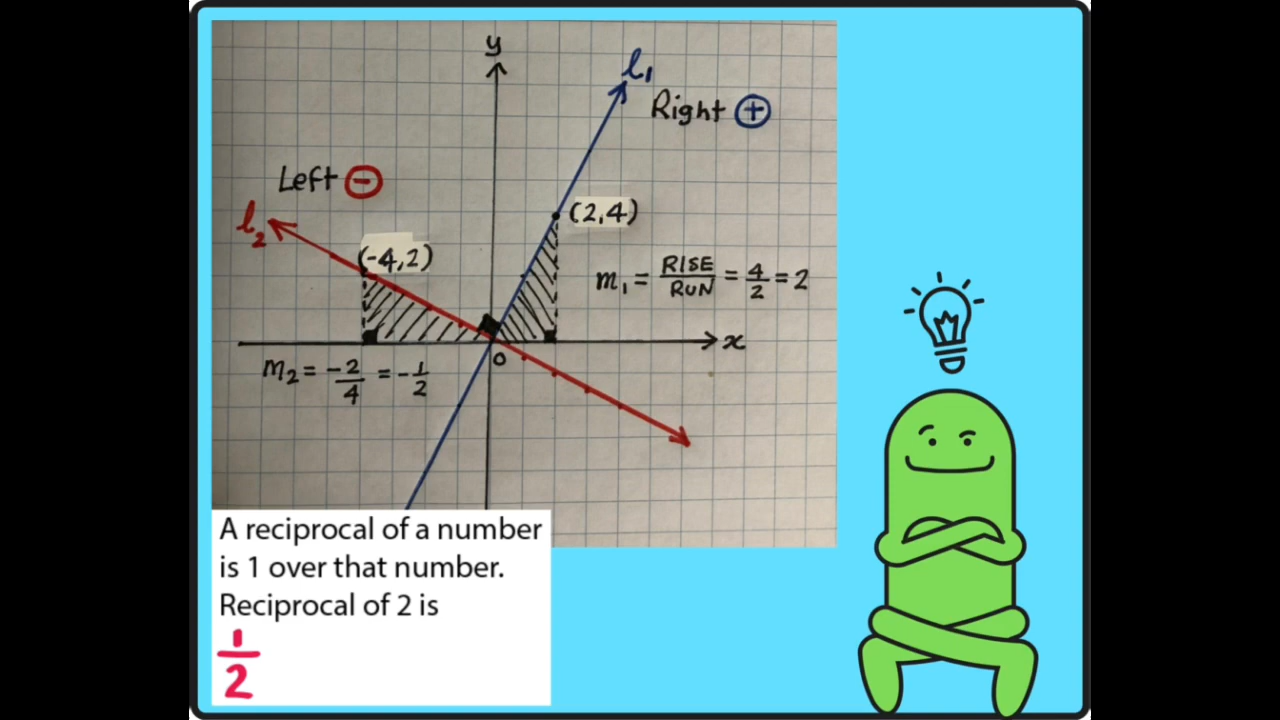 y
l₁
Right ⊕
Left ⊖
l₂
(2,4)
(-4,2)
m₁ = RISE/RUN = 4/2 = 2
x
O
m₂ = -2/4 = -1/2
A reciprocal of a number
is 1 over that number.
Reciprocal of 2 is
1/2